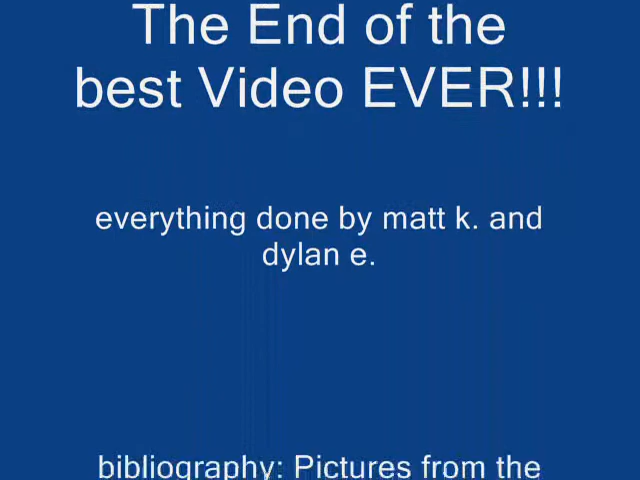 The End of the
best Video EVER!!!
everything done by matt k. and
dylan e.
bibliography: Pictures from the